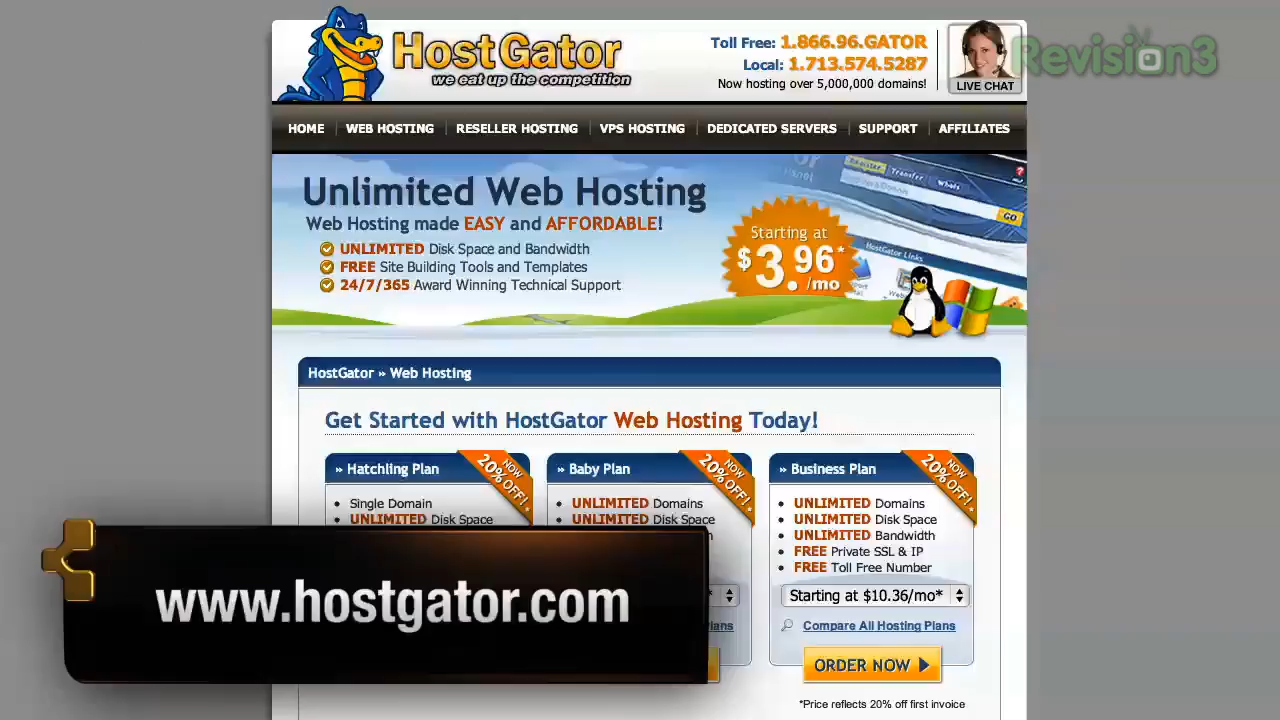 HostGator
we eat up the competition
Toll Free: 1.866.96.GATOR
Local: 1.713.574.5287
Now hosting over 5,000,000 domains!
LIVE CHAT
Revision3
HOME
WEB HOSTING
RESELLER HOSTING
VPS HOSTING
DEDICATED SERVERS
SUPPORT
AFFILIATES
Unlimited Web Hosting
Web Hosting made EASY and AFFORDABLE!
UNLIMITED Disk Space and Bandwidth
FREE Site Building Tools and Templates
24/7/365 Award Winning Technical Support
Starting at
$3.96*
/mo
Transfer
Whois
GO
HostGator Links
HostGator » Web Hosting
Get Started with HostGator Web Hosting Today!
» Hatchling Plan
NOW
20% OFF!*
Single Domain
UNLIMITED Disk Space
» Baby Plan
NOW
20% OFF!*
UNLIMITED Domains
UNLIMITED Disk Space
» Business Plan
NOW
20% OFF!*
UNLIMITED Domains
UNLIMITED Disk Space
UNLIMITED Bandwidth
FREE Private SSL & IP
FREE Toll Free Number
Starting at $10.36/mo*
Compare All Hosting Plans
ORDER NOW
*Price reflects 20% off first invoice
www.hostgator.com